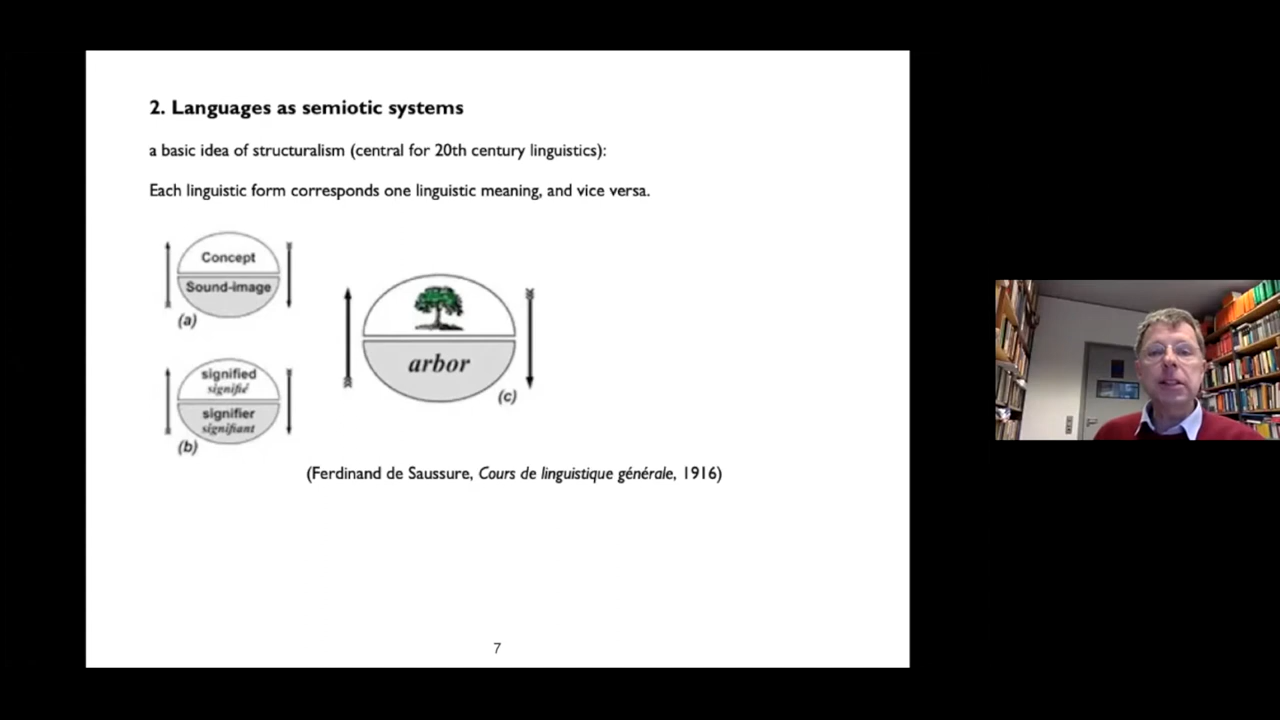 2. Languages as semiotic systems
a basic idea of structuralism (central for 20th century linguistics):
Each linguistic form corresponds one linguistic meaning, and vice versa.
Concept
Sound-image
(a)
signified
signifié
signifier
signifiant
(b)
arbor
(c)
(Ferdinand de Saussure, Cours de linguistique générale, 1916)
7